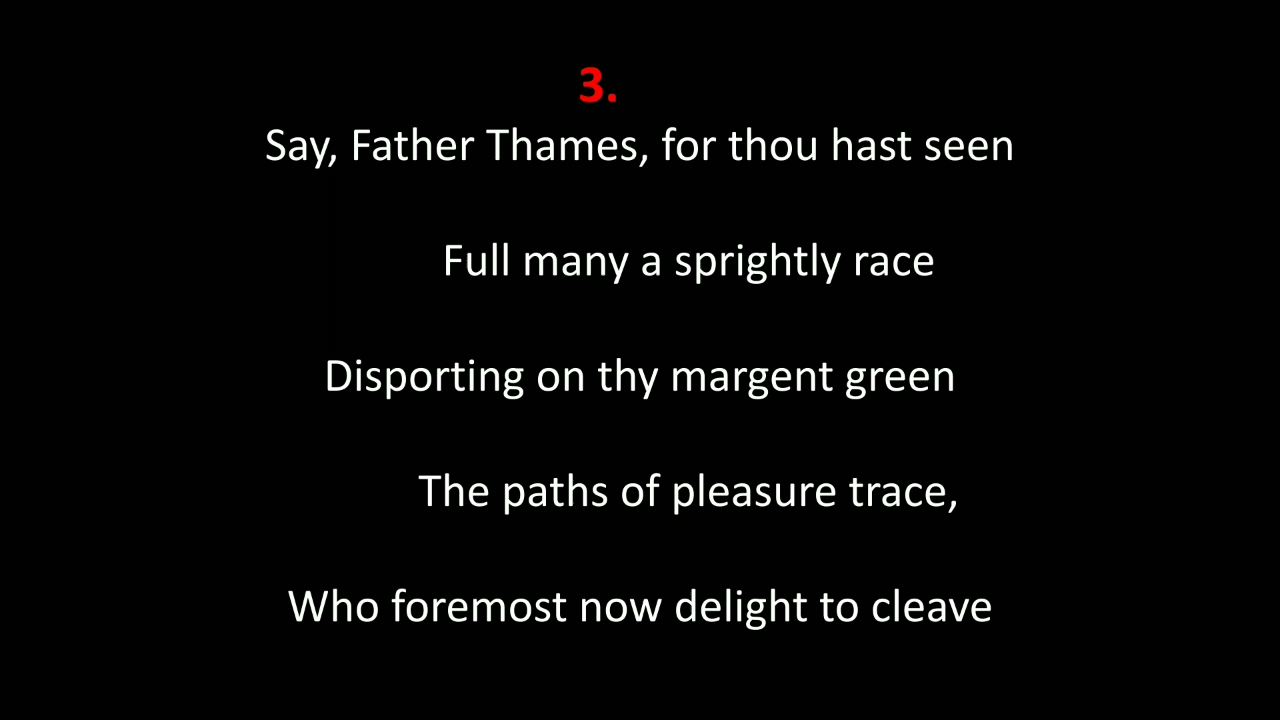 3.
Say, Father Thames, for thou hast seen
Full many a sprightly race
Disporting on thy margent green
The paths of pleasure trace,
Who foremost now delight to cleave